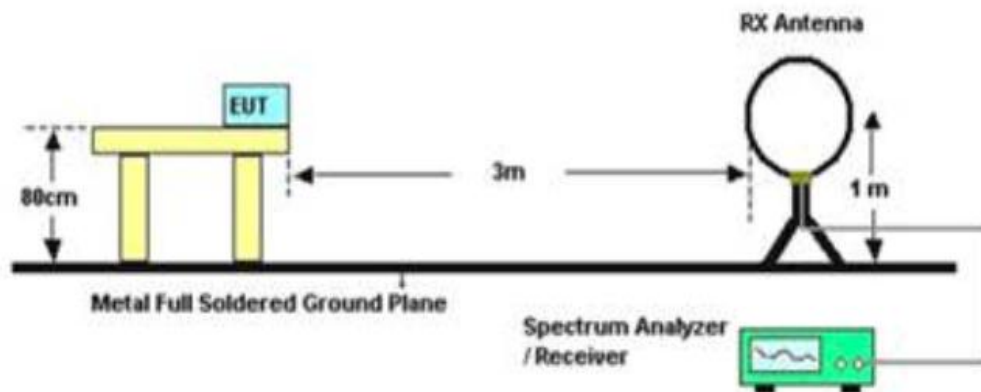 RX Antenna
EUT
80cm
3m
1 m
Metal Full Soldered Ground Plane
Spectrum Analyzer
/ Receiver